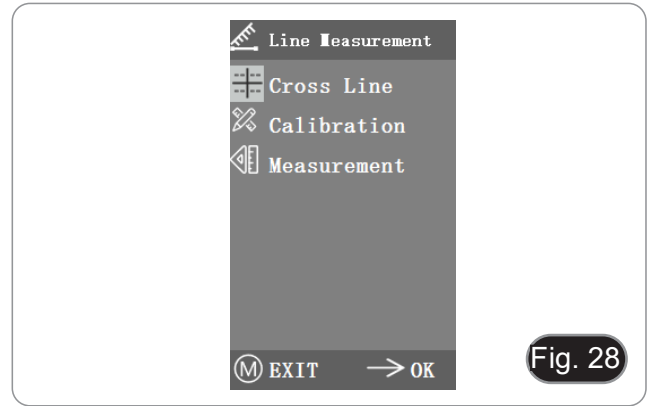 Line Measurement
Cross Line
Calibration
Measurement
M EXIT → OK
Fig. 28